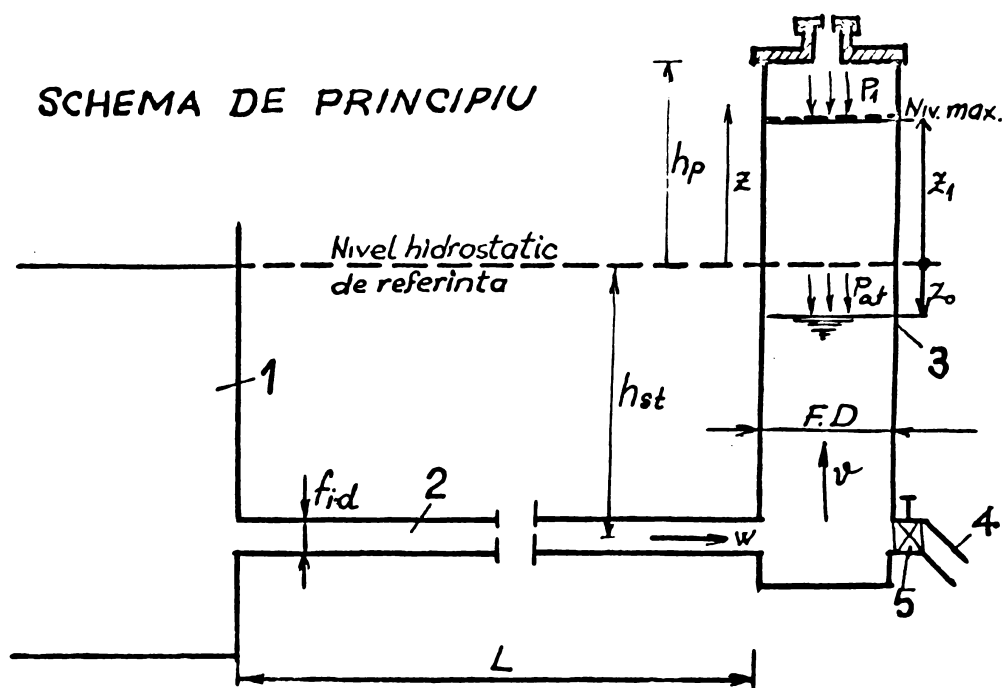 SCHEMA DE PRINCIPIU
P1
Niv. max.
hp
z
z1
Nivel hidrostatic
de referinta
Pat
z0
3
1
hst
F.D
v
fid
2
w
4
5
L